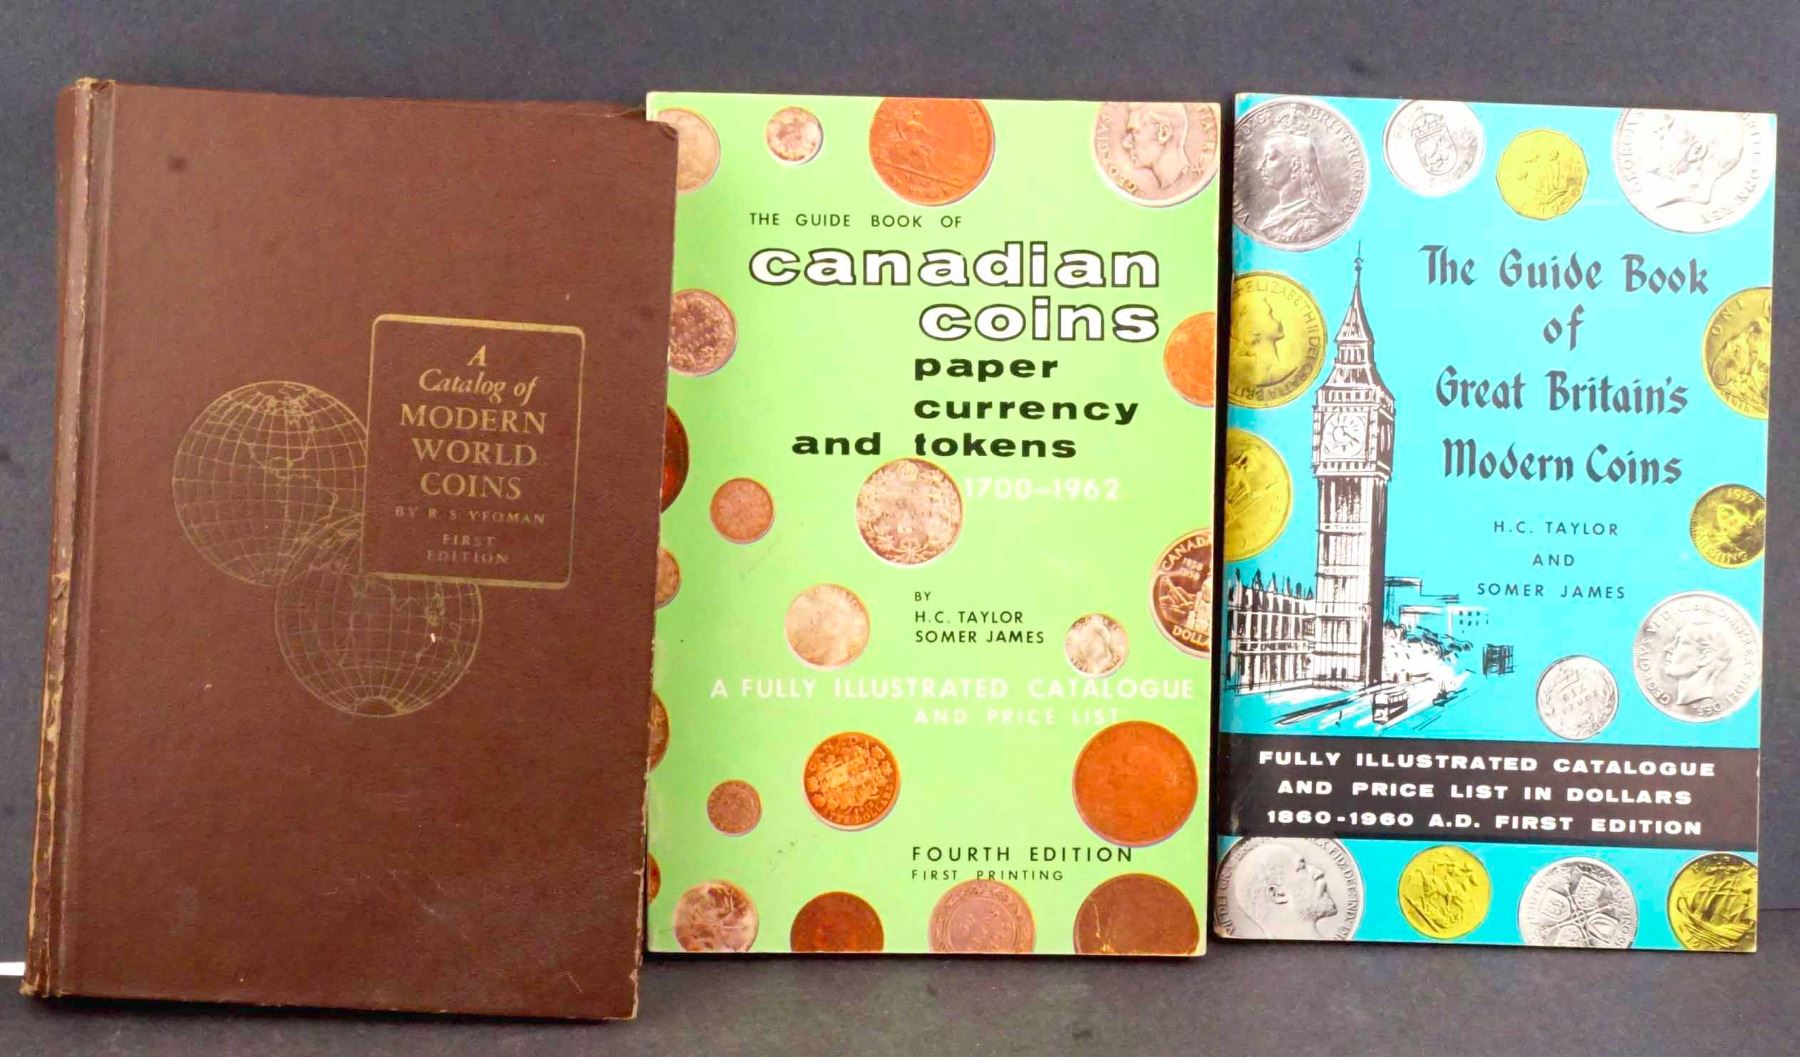 A
Catalog of
MODERN
WORLD
COINS
BY R. S. YEOMAN
FIRST
EDITION
THE GUIDE BOOK OF
canadian
coins
paper
currency
and tokens
1700-1962
BY
H.C. TAYLOR
SOMER JAMES
A FULLY ILLUSTRATED CATALOGUE
AND PRICE LIST
FOURTH EDITION
FIRST PRINTING
CANADA
DOLL
The Guide Book
of
Great Britain's
Modern Coins
H.C. TAYLOR
AND
SOMER JAMES
FULLY ILLUSTRATED CATALOGUE
AND PRICE LIST IN DOLLARS
1860-1960 A.D. FIRST EDITION